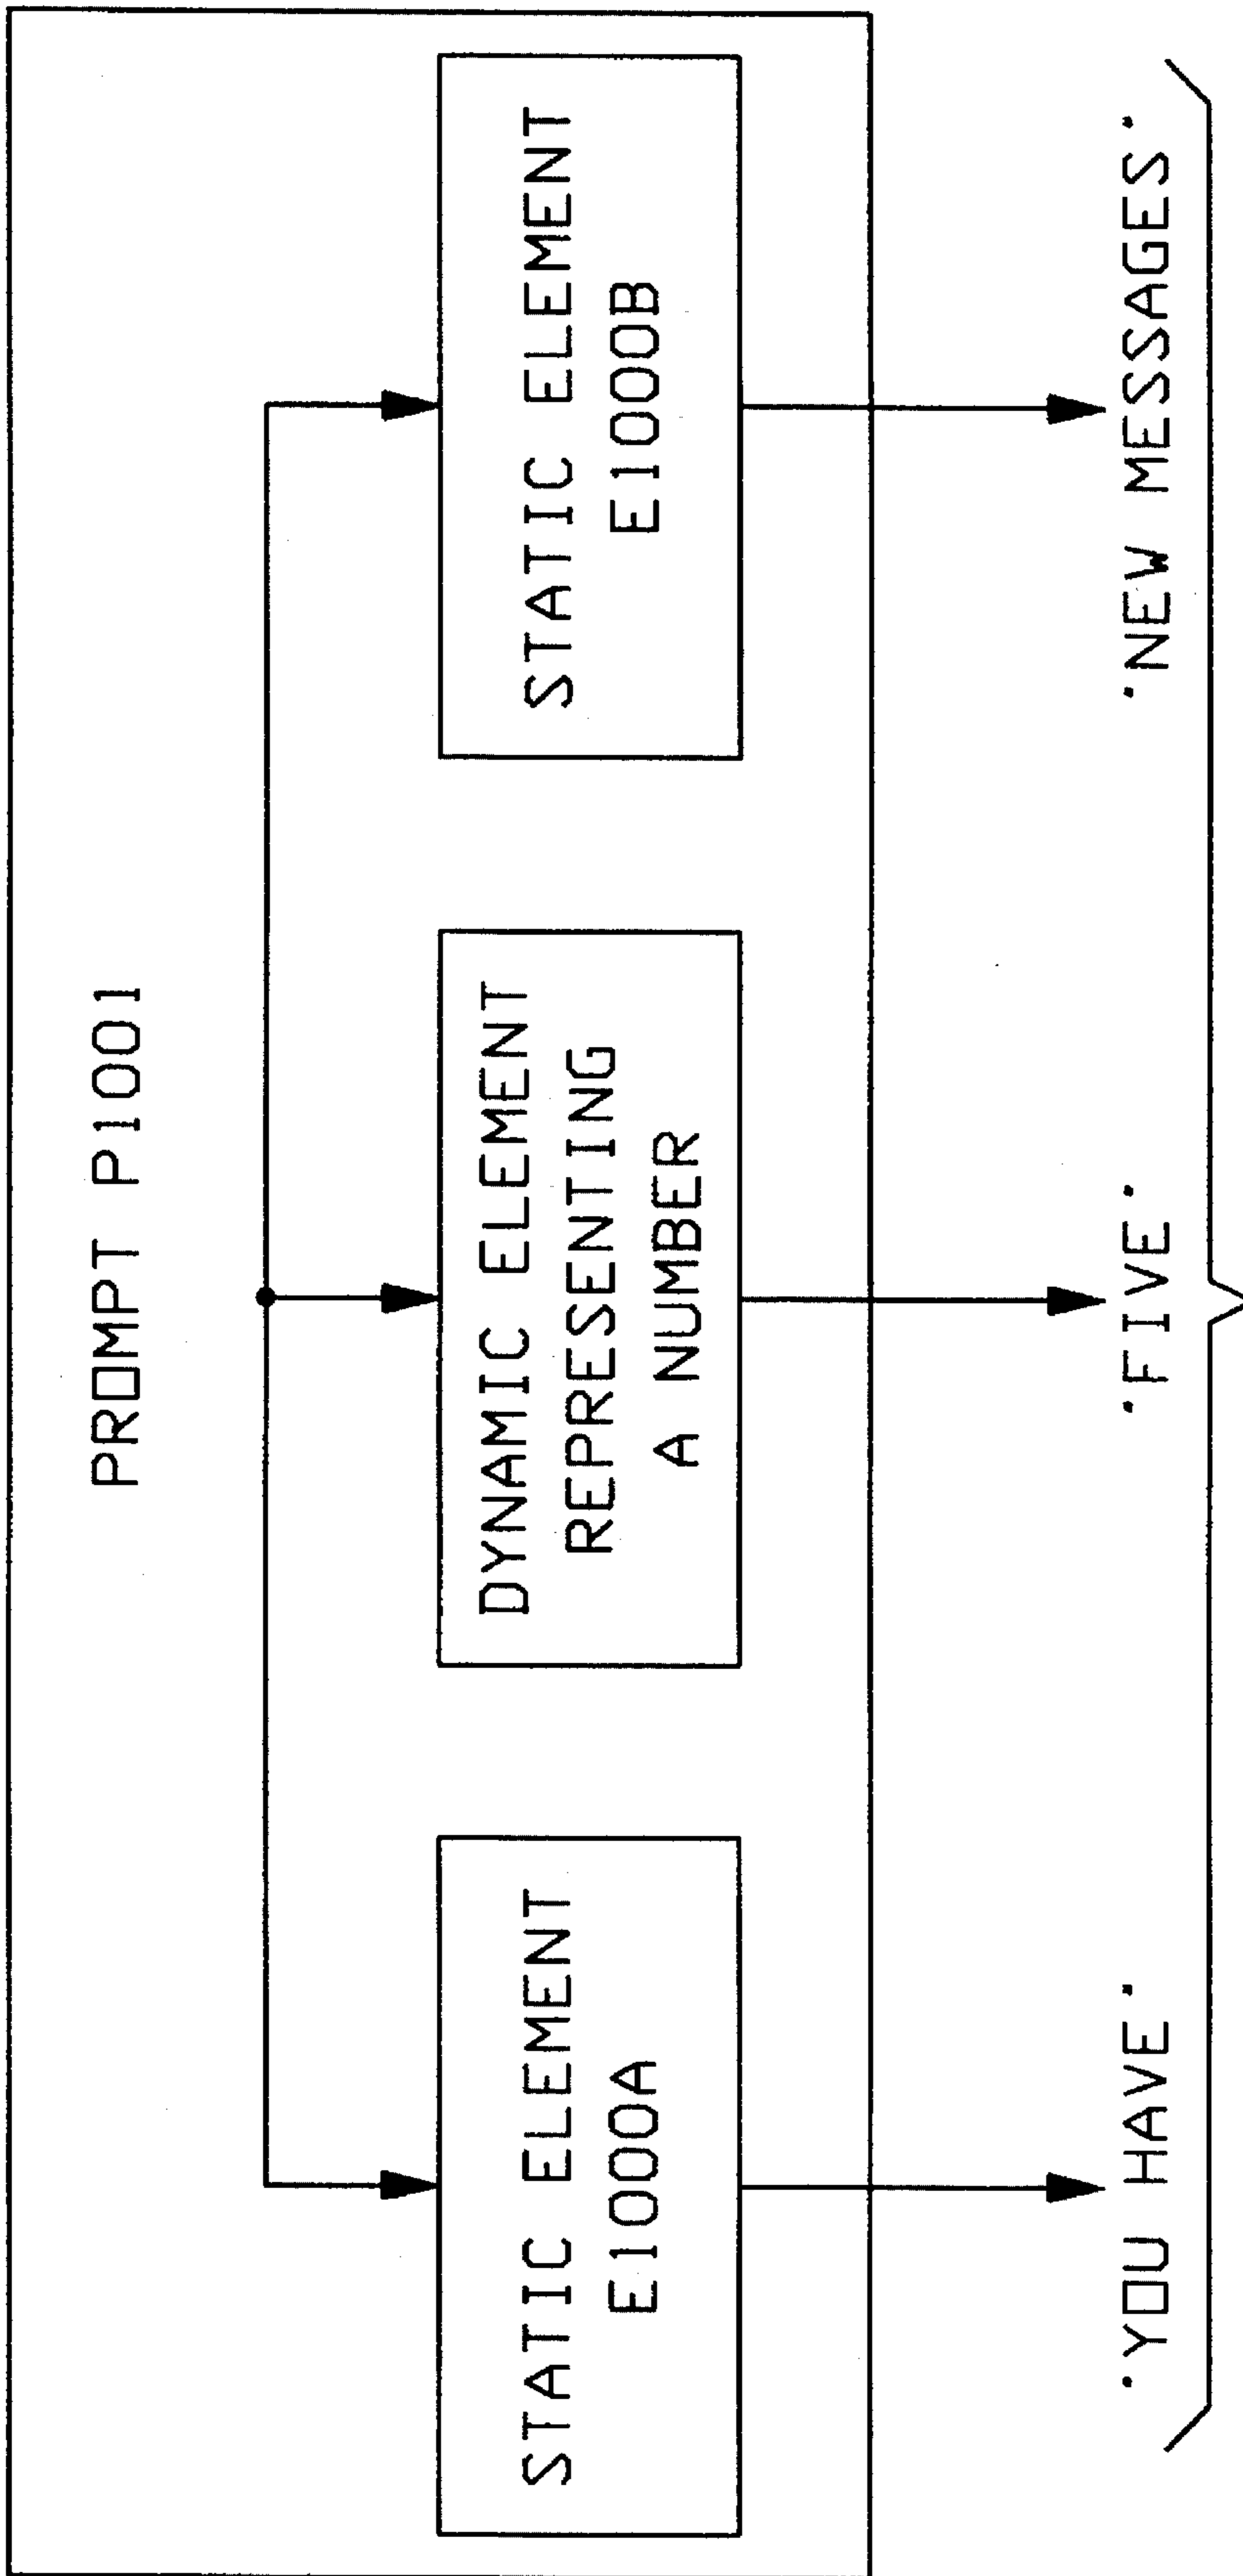 PROMPT P1001
STATIC ELEMENT
E1000A
DYNAMIC ELEMENT
REPRESENTING
A NUMBER
STATIC ELEMENT
E1000B
"YOU HAVE"
"FIVE"
"NEW MESSAGES"